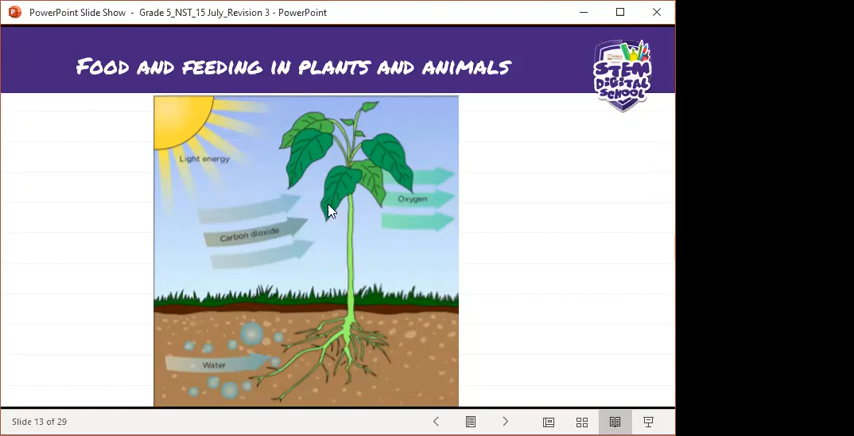 PowerPoint Slide Show - Grade 5_NST_15 July_Revision 3 - PowerPoint
FOOD AND FEEDING IN PLANTS AND ANIMALS
STEM
DIGITAL
SCHOOL
Light energy
Oxygen
Carbon dioxide
Water
Slide 13 of 29